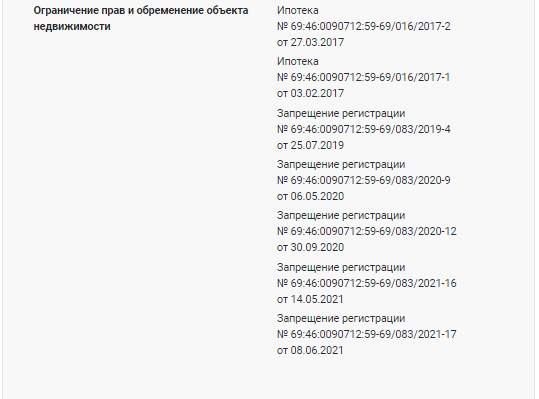 Ограничение прав и обременение объекта
недвижимости
Ипотека
№ 69:46:0090712:59-69/016/2017-2
от 27.03.2017
Ипотека
№ 69:46:0090712:59-69/016/2017-1
от 03.02.2017
Запрещение регистрации
№ 69:46:0090712:59-69/083/2019-4
от 25.07.2019
Запрещение регистрации
№ 69:46:0090712:59-69/083/2020-9
от 06.05.2020
Запрещение регистрации
№ 69:46:0090712:59-69/083/2020-12
от 30.09.2020
Запрещение регистрации
№ 69:46:0090712:59-69/083/2021-16
от 14.05.2021
Запрещение регистрации
№ 69:46:0090712:59-69/083/2021-17
от 08.06.2021